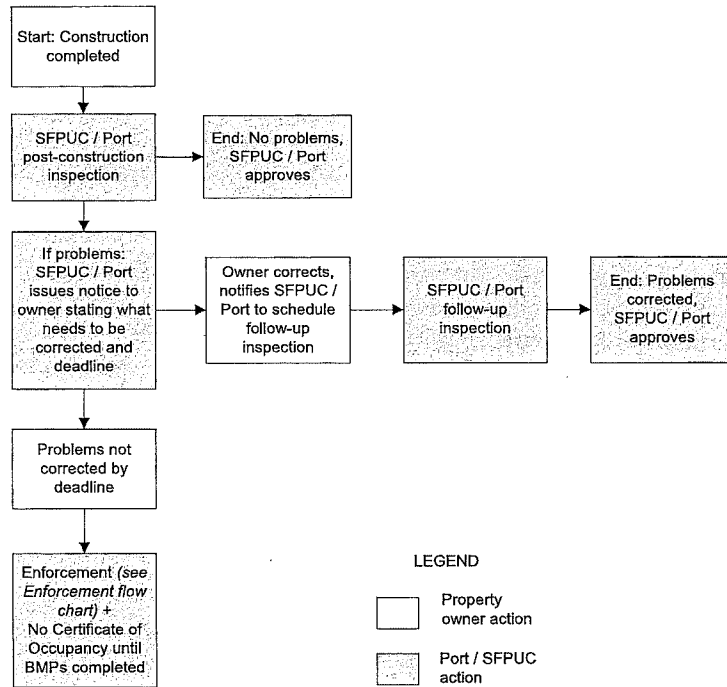 Start: Construction
completed
SFPUC / Port
post-construction
inspection
End: No problems,
SFPUC / Port
approves
If problems:
SFPUC / Port
issues notice to
owner stating what
needs to be
corrected and
deadline
Owner corrects,
notifies SFPUC /
Port to schedule
follow-up
inspection
SFPUC / Port
follow-up
inspection
End: Problems
corrected,
SFPUC / Port
approves
Problems not
corrected by
deadline
Enforcement (see
Enforcement flow
chart) +
No Certificate of
Occupancy until
BMPs completed
LEGEND
Property
owner action
Port / SFPUC
action